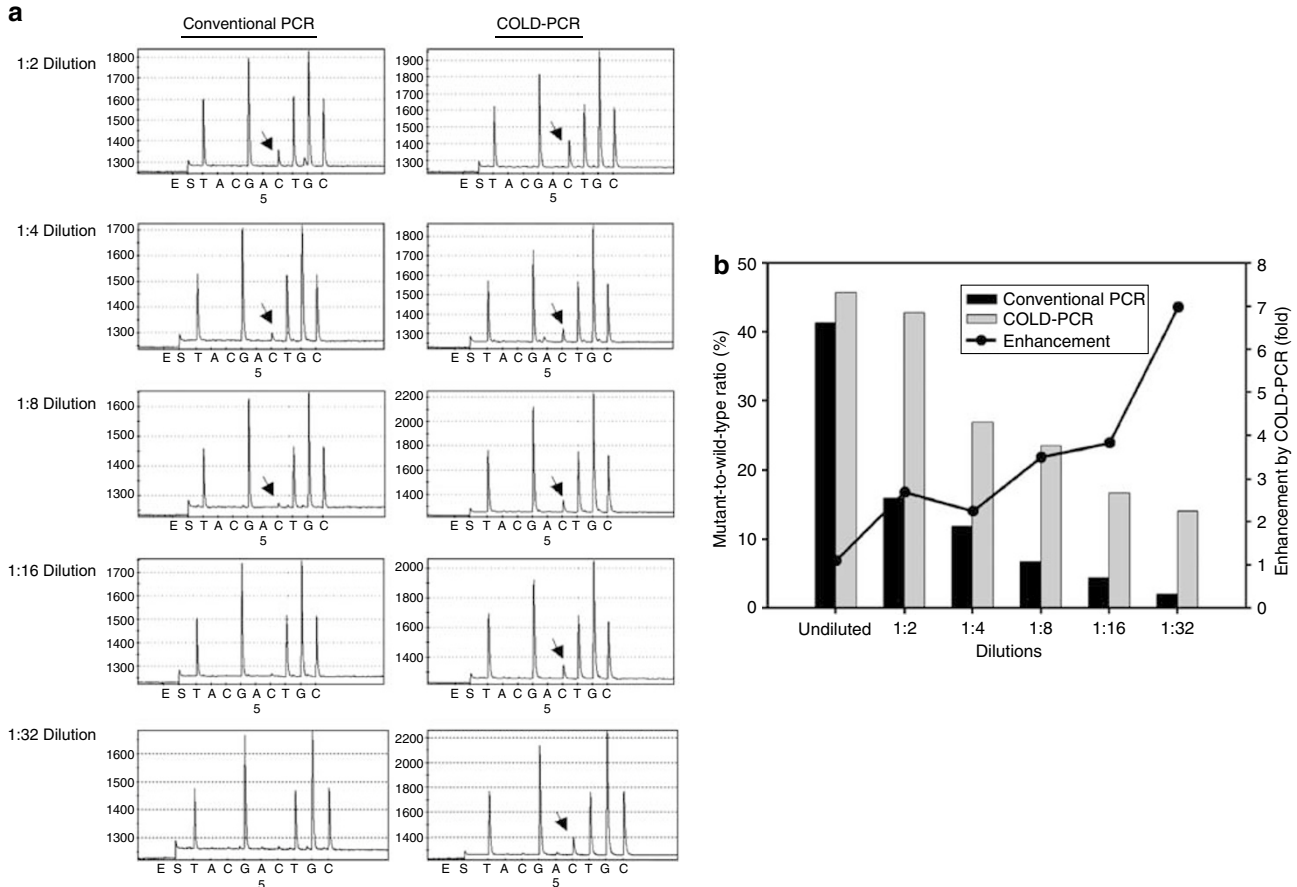 a
Conventional PCR
COLD-PCR
1:2 Dilution
1800
1700
1600
1500
1400
1300
E S T A C G A C T G C
5
1900
1800
1700
1600
1500
1400
1300
E S T A C G A C T G C
5
1:4 Dilution
1700
1600
1500
1400
1300
E S T A C G A C T G C
5
1800
1700
1600
1500
1400
1300
E S T A C G A C T G C
5
1:8 Dilution
1600
1500
1400
1300
E S T A C G A C T G C
5
2200
2000
1800
1600
1400
E S T A C G A C T G C
5
1:16 Dilution
1700
1600
1500
1400
1300
E S T A C G A C T G C
5
2000
1800
1600
1400
E S T A C G A C T G C
5
1:32 Dilution
1600
1500
1400
1300
E S T A C G A C T G C
5
2200
2000
1800
1600
1400
E S T A C G A C T G C
5
b
Mutant-to-wild-type ratio (%)
50
40
30
20
10
0
Conventional PCR
COLD-PCR
Enhancement
8
7
6
5
4
3
2
1
0
Enhancement by COLD-PCR (fold)
Undiluted 1:2 1:4 1:8 1:16 1:32
Dilutions